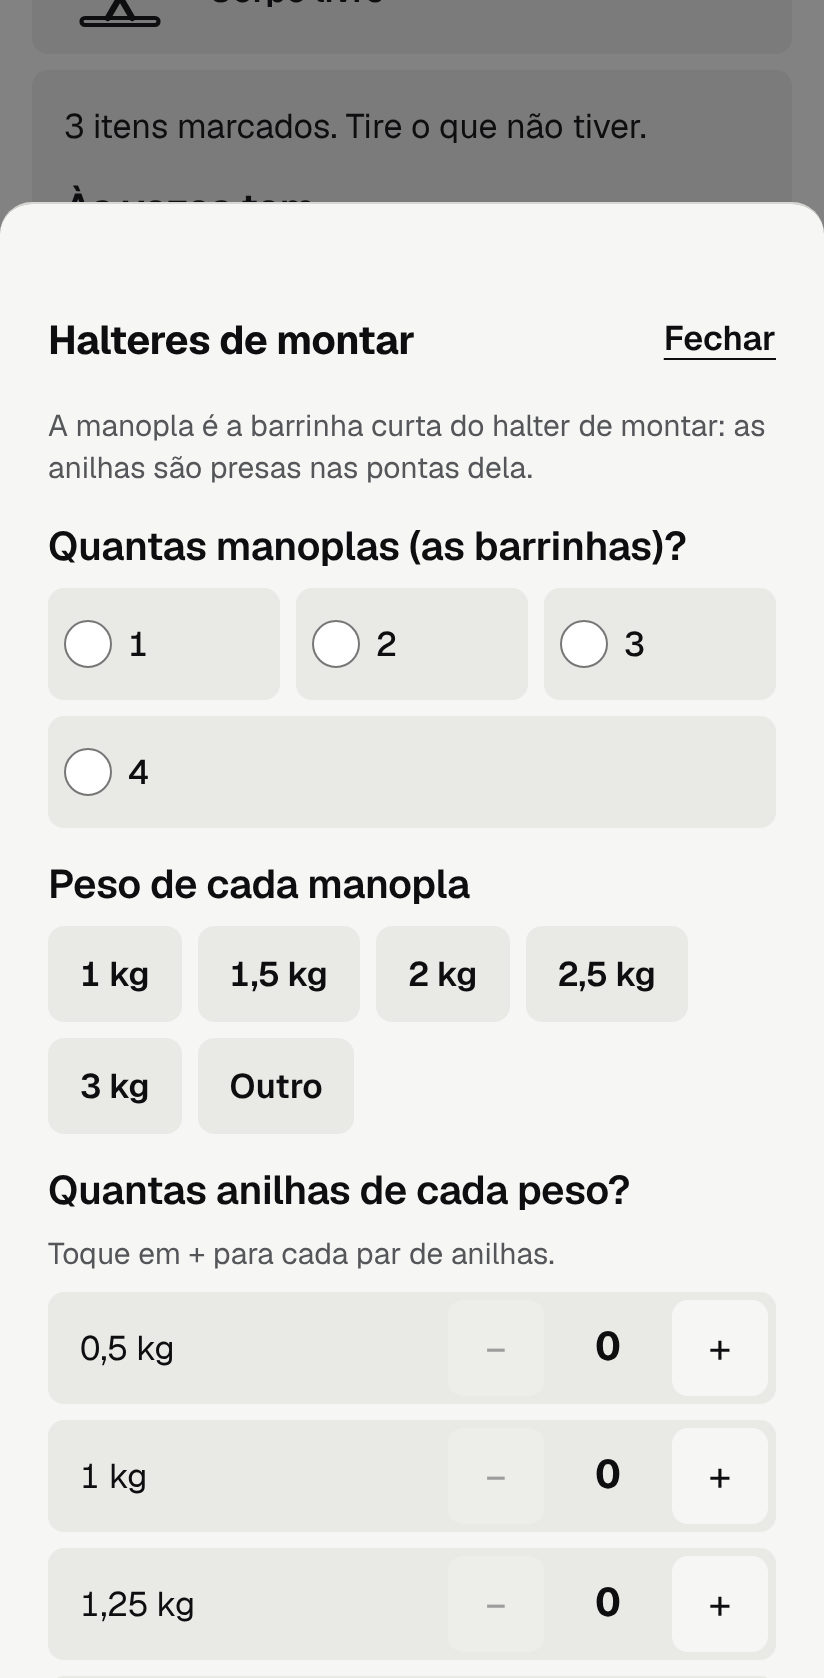 3 itens marcados. Tire o que não tiver.
Às vezes tem
Halteres de montar
Fechar
A manopla é a barrinha curta do halter de montar: as
anilhas são presas nas pontas dela.
Quantas manoplas (as barrinhas)?
1
2
3
4
Peso de cada manopla
1 kg
1,5 kg
2 kg
2,5 kg
3 kg
Outro
Quantas anilhas de cada peso?
Toque em + para cada par de anilhas.
0,5 kg
− 0 +
1 kg
− 0 +
1,25 kg
− 0 +